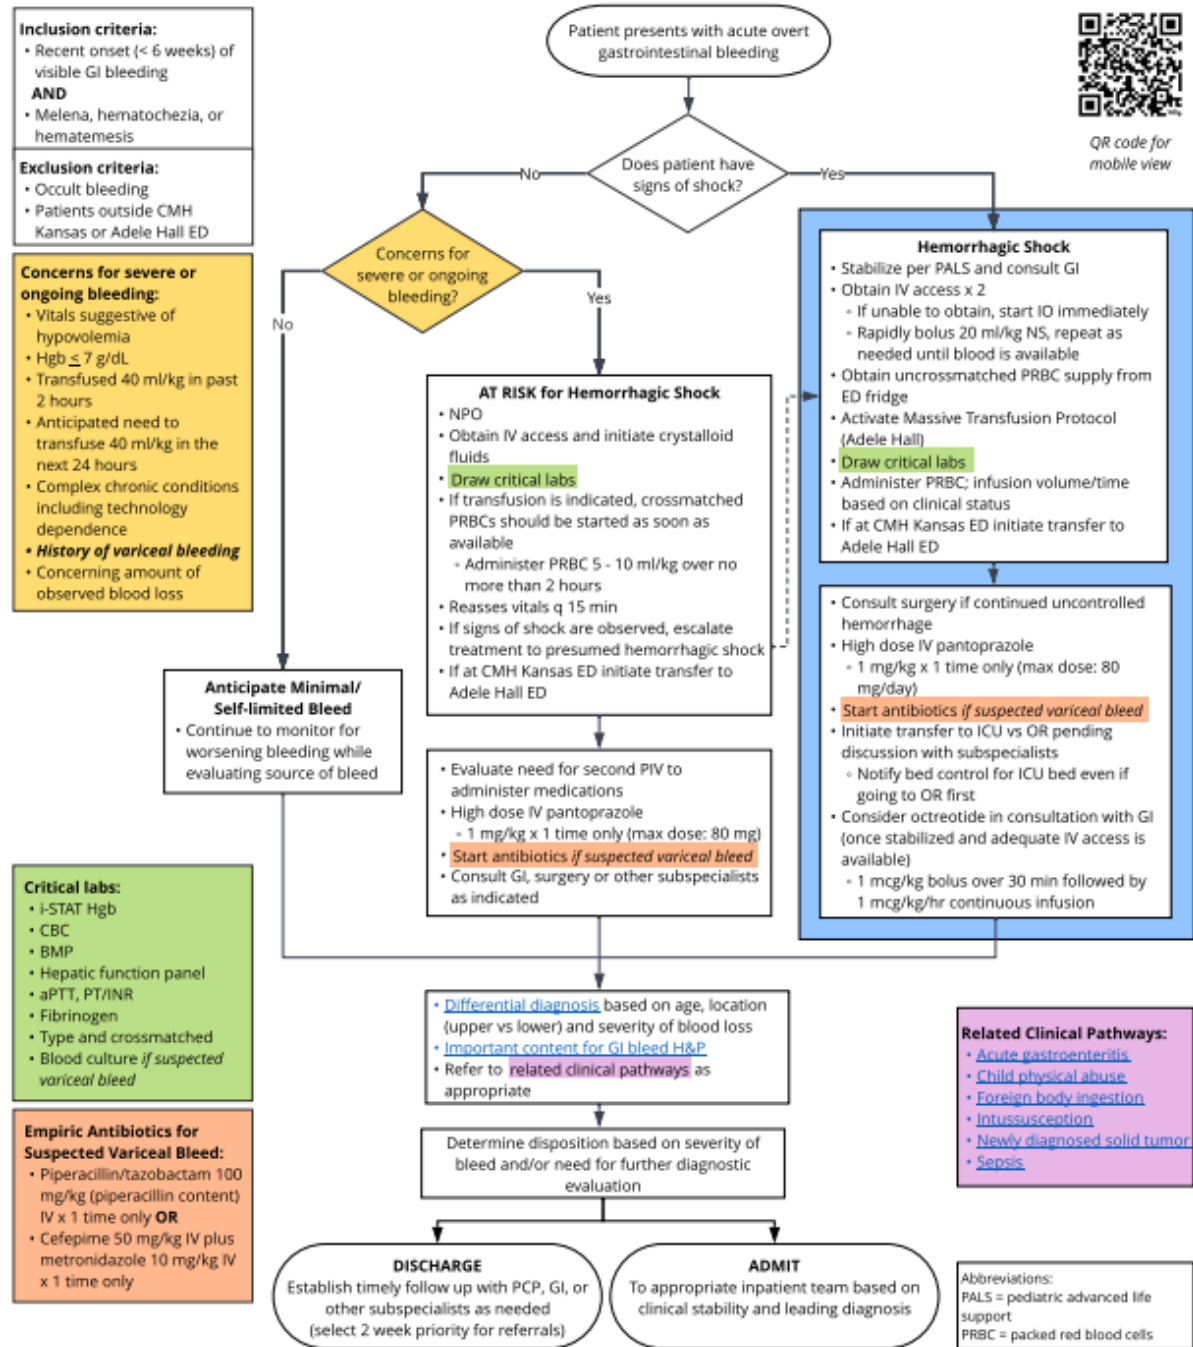 Patient presents with acute overt
gastrointestinal bleeding
QR code for
mobile view
Inclusion criteria:
• Recent onset (< 6 weeks) of
visible GI bleeding
AND
• Melena, hematochezia, or
hematemesis
Exclusion criteria:
• Occult bleeding
• Patients outside CMH
Kansas or Adele Hall ED
Does patient have
signs of shock?
No
Yes
Concerns for severe or
ongoing bleeding:
• Vitals suggestive of
hypovolemia
• Hgb ≤ 7 g/dL
• Transfused 40 ml/kg in past
2 hours
• Anticipated need to
transfuse 40 ml/kg in the
next 24 hours
• Complex chronic conditions
including technology
dependence
• History of variceal bleeding
• Concerning amount of
observed blood loss
Concerns for
severe or ongoing
bleeding?
No
Yes
Hemorrhagic Shock
• Stabilize per PALS and consult GI
• Obtain IV access x 2
◦ If unable to obtain, start IO immediately
◦ Rapidly bolus 20 ml/kg NS, repeat as
needed until blood is available
• Obtain uncrossmatched PRBC supply from
ED fridge
• Activate Massive Transfusion Protocol
(Adele Hall)
• Draw critical labs
• Administer PRBC; infusion volume/time
based on clinical status
• If at CMH Kansas ED initiate transfer to
Adele Hall ED
AT RISK for Hemorrhagic Shock
• NPO
• Obtain IV access and initiate crystalloid
fluids
• Draw critical labs
• If transfusion is indicated, crossmatched
PRBCs should be started as soon as
available
◦ Administer PRBC 5 - 10 ml/kg over no
more than 2 hours
• Reasses vitals q 15 min
• If signs of shock are observed, escalate
treatment to presumed hemorrhagic shock
• If at CMH Kansas ED initiate transfer to
Adele Hall ED
Anticipate Minimal/
Self-limited Bleed
• Continue to monitor for
worsening bleeding while
evaluating source of bleed
• Evaluate need for second PIV to
administer medications
• High dose IV pantoprazole
◦ 1 mg/kg x 1 time only (max dose: 80 mg)
• Start antibiotics if suspected variceal bleed
• Consult GI, surgery or other subspecialists
as indicated
• Consult surgery if continued uncontrolled
hemorrhage
• High dose IV pantoprazole
◦ 1 mg/kg x 1 time only (max dose: 80
mg/day)
• Start antibiotics if suspected variceal bleed
• Initiate transfer to ICU vs OR pending
discussion with subspecialists
◦ Notify bed control for ICU bed even if
going to OR first
• Consider octreotide in consultation with GI
(once stabilized and adequate IV access is
available)
◦ 1 mcg/kg bolus over 30 min followed by
1 mcg/kg/hr continuous infusion
Critical labs:
• i-STAT Hgb
• CBC
• BMP
• Hepatic function panel
• aPTT, PT/INR
• Fibrinogen
• Type and crossmatched
• Blood culture if suspected
variceal bleed
• Differential diagnosis based on age, location
(upper vs lower) and severity of blood loss
• Important content for GI bleed H&P
• Refer to related clinical pathways as
appropriate
Related Clinical Pathways:
• Acute gastroenteritis
• Child physical abuse
• Foreign body ingestion
• Intussusception
• Newly diagnosed solid tumor
• Sepsis
Empiric Antibiotics for
Suspected Variceal Bleed:
• Piperacillin/tazobactam 100
mg/kg (piperacillin content)
IV x 1 time only OR
• Cefepime 50 mg/kg IV plus
metronidazole 10 mg/kg IV
x 1 time only
Determine disposition based on severity of
bleed and/or need for further diagnostic
evaluation
DISCHARGE
Establish timely follow up with PCP, GI, or
other subspecialists as needed
(select 2 week priority for referrals)
ADMIT
To appropriate inpatient team based on
clinical stability and leading diagnosis
Abbreviations:
PALS = pediatric advanced life
support
PRBC = packed red blood cells